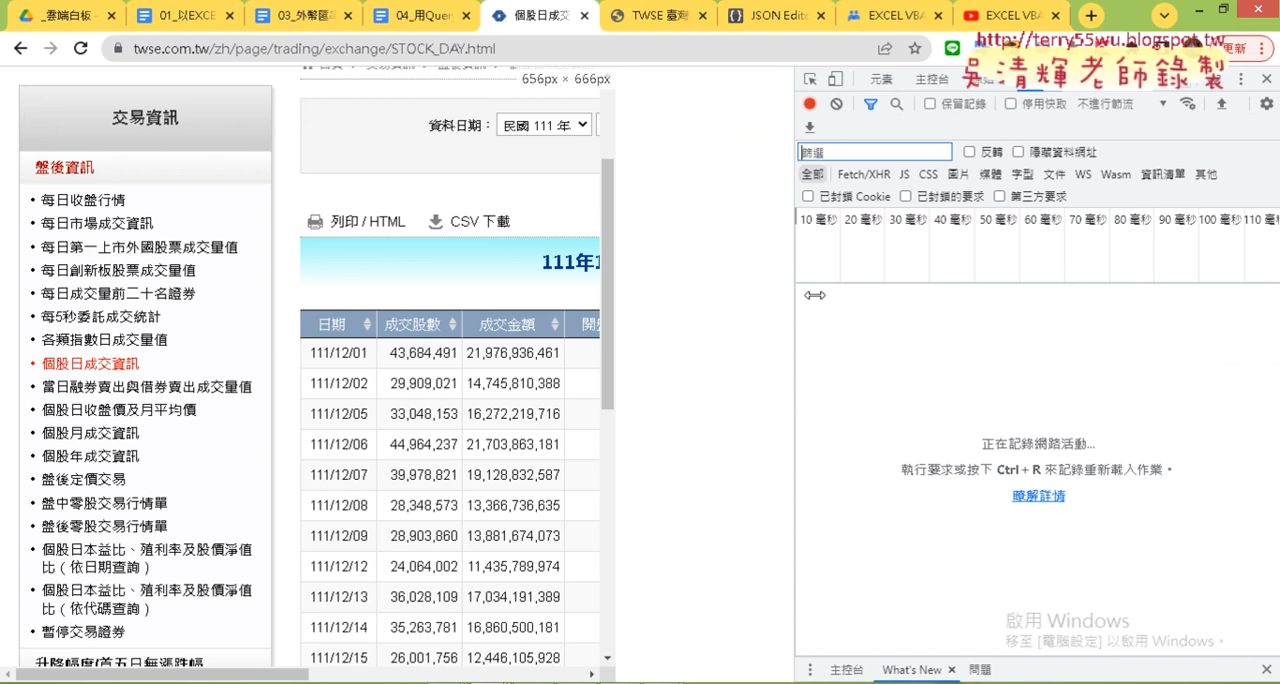 _雲端白板 -
01_以EXCE
03_外幣區
04_用Quer
個股日成交
TWSE 臺灣
JSON Edit
EXCEL VBA
EXCEL VBA
twse.com.tw/zh/page/trading/exchange/STOCK_DAY.html
更新
http://terry55wu.blogspot.tw
吳清輝老師錄製
656px × 666px
交易資訊
盤後資訊
每日收盤行情
每日市場成交資訊
每日第一上市外國股票成交量值
每日創新板股票成交量值
每日成交量前二十名證券
每5秒委託成交統計
各類指數日成交量值
個股日成交資訊
當日融券賣出與借券賣出成交量值
個股日收盤價及月平均價
個股月成交資訊
個股年成交資訊
盤後定價交易
盤中零股交易行情單
盤後零股交易行情單
個股日本益比、殖利率及股價淨值
比（依日期查詢）
個股日本益比、殖利率及股價淨值
比（依代碼查詢）
暫停交易證券
資料日期：
民國 111 年
列印 / HTML
CSV 下載
111年1
日期 成交股數 成交金額 開
111/12/01 43,684,491 21,976,936,461
111/12/02 29,909,021 14,745,810,388
111/12/05 33,048,153 16,272,219,716
111/12/06 44,964,237 21,703,863,181
111/12/07 39,978,821 19,128,832,587
111/12/08 28,348,573 13,366,736,635
111/12/09 28,903,860 13,881,674,073
111/12/12 24,064,002 11,435,789,974
111/12/13 36,028,109 17,034,191,389
111/12/14 35,263,781 16,860,500,181
111/12/15 26,001,756 12,446,105,928
元素 主控台
保留記錄 停用快取 不進行節流
篩選 反轉 隱藏資料網址
全部 Fetch/XHR JS CSS 圖片 媒體 字型 文件 WS Wasm 資訊清單 其他
已封鎖 Cookie 已封鎖的要求 第三方要求
10 毫秒 20 毫秒 30 毫秒 40 毫秒 50 毫秒 60 毫秒 70 毫秒 80 毫秒 90 毫秒 100 毫秒 110 毫
正在記錄網路活動...
執行要求或按下 Ctrl + R 來記錄重新載入作業。
瞭解詳情
啟用 Windows
移至 [電腦設定] 以啟用 Windows。
主控台 What's New 問題